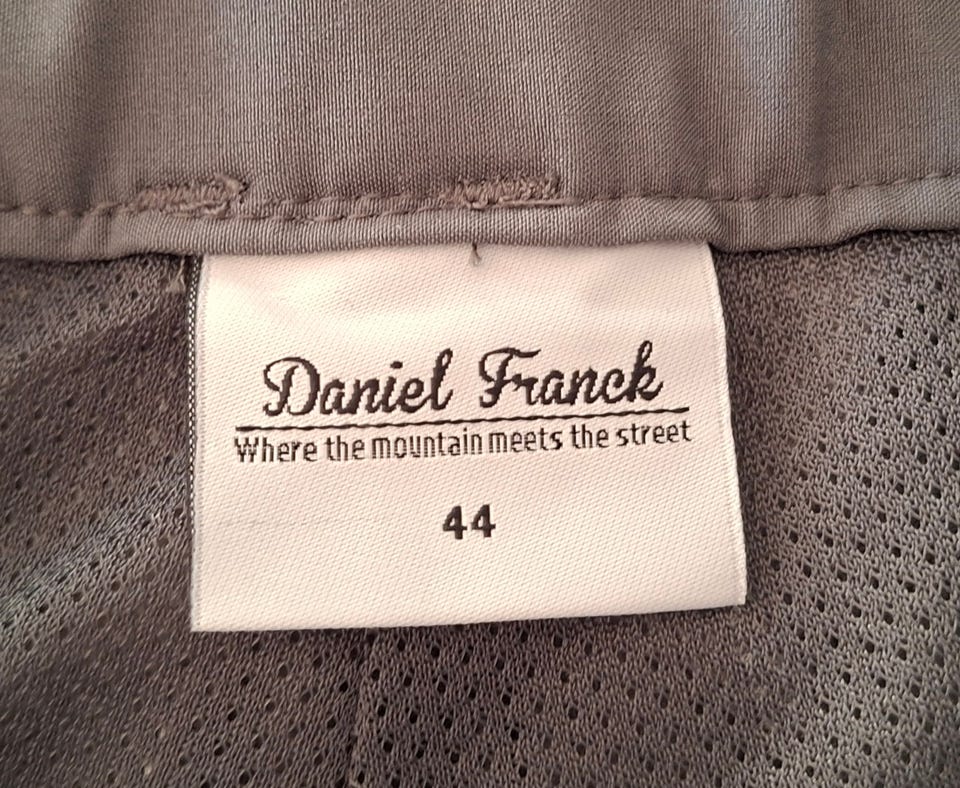 Daniel Franck
Where the mountain meets the street
44